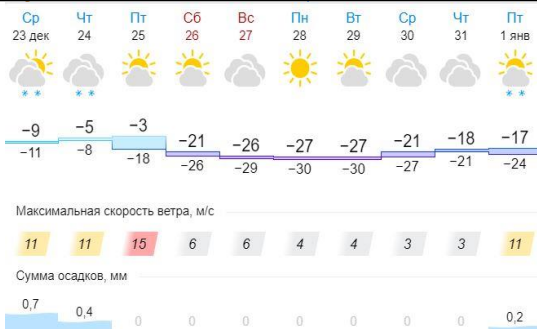 Ср Чт Пт Сб Вс Пн Вт Ср Чт Пт
23 дек 24 25 26 27 28 29 30 31 1 янв
−9 −5 −3 −21 −26 −27 −27 −21 −18 −17
−11 −8 −18 −26 −29 −30 −30 −27 −21 −24
Максимальная скорость ветра, м/с
11 11 15 6 6 4 4 3 3 11
Сумма осадков, мм
0,7 0,4 0 0 0 0 0 0 0 0,2